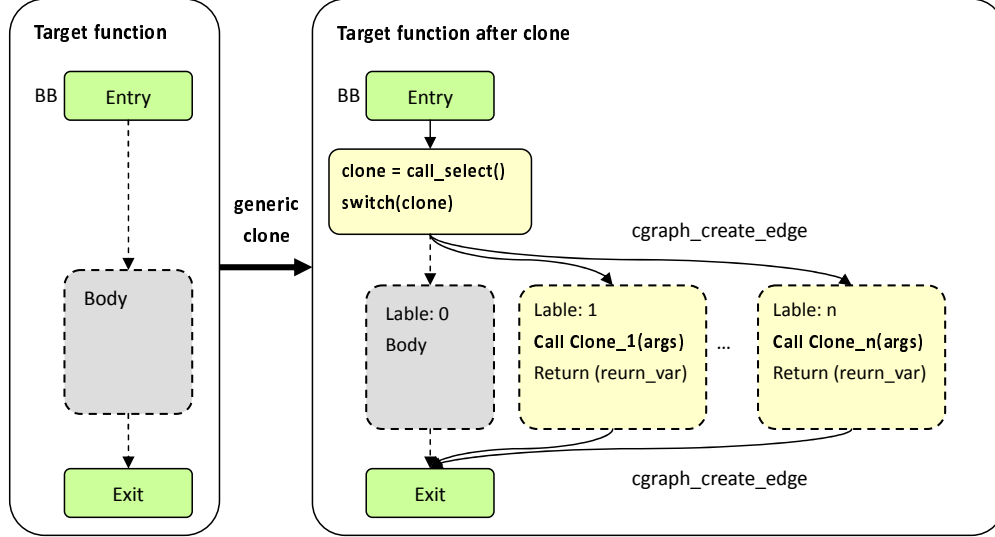 Target function
BB
Entry
Body
Exit
generic
clone
Target function after clone
BB
Entry
clone = call_select()
switch(clone)
cgraph_create_edge
Lable: 0
Body
Lable: 1
Call Clone_1(args)
Return (reurn_var)
...
Lable: n
Call Clone_n(args)
Return (reurn_var)
cgraph_create_edge
Exit